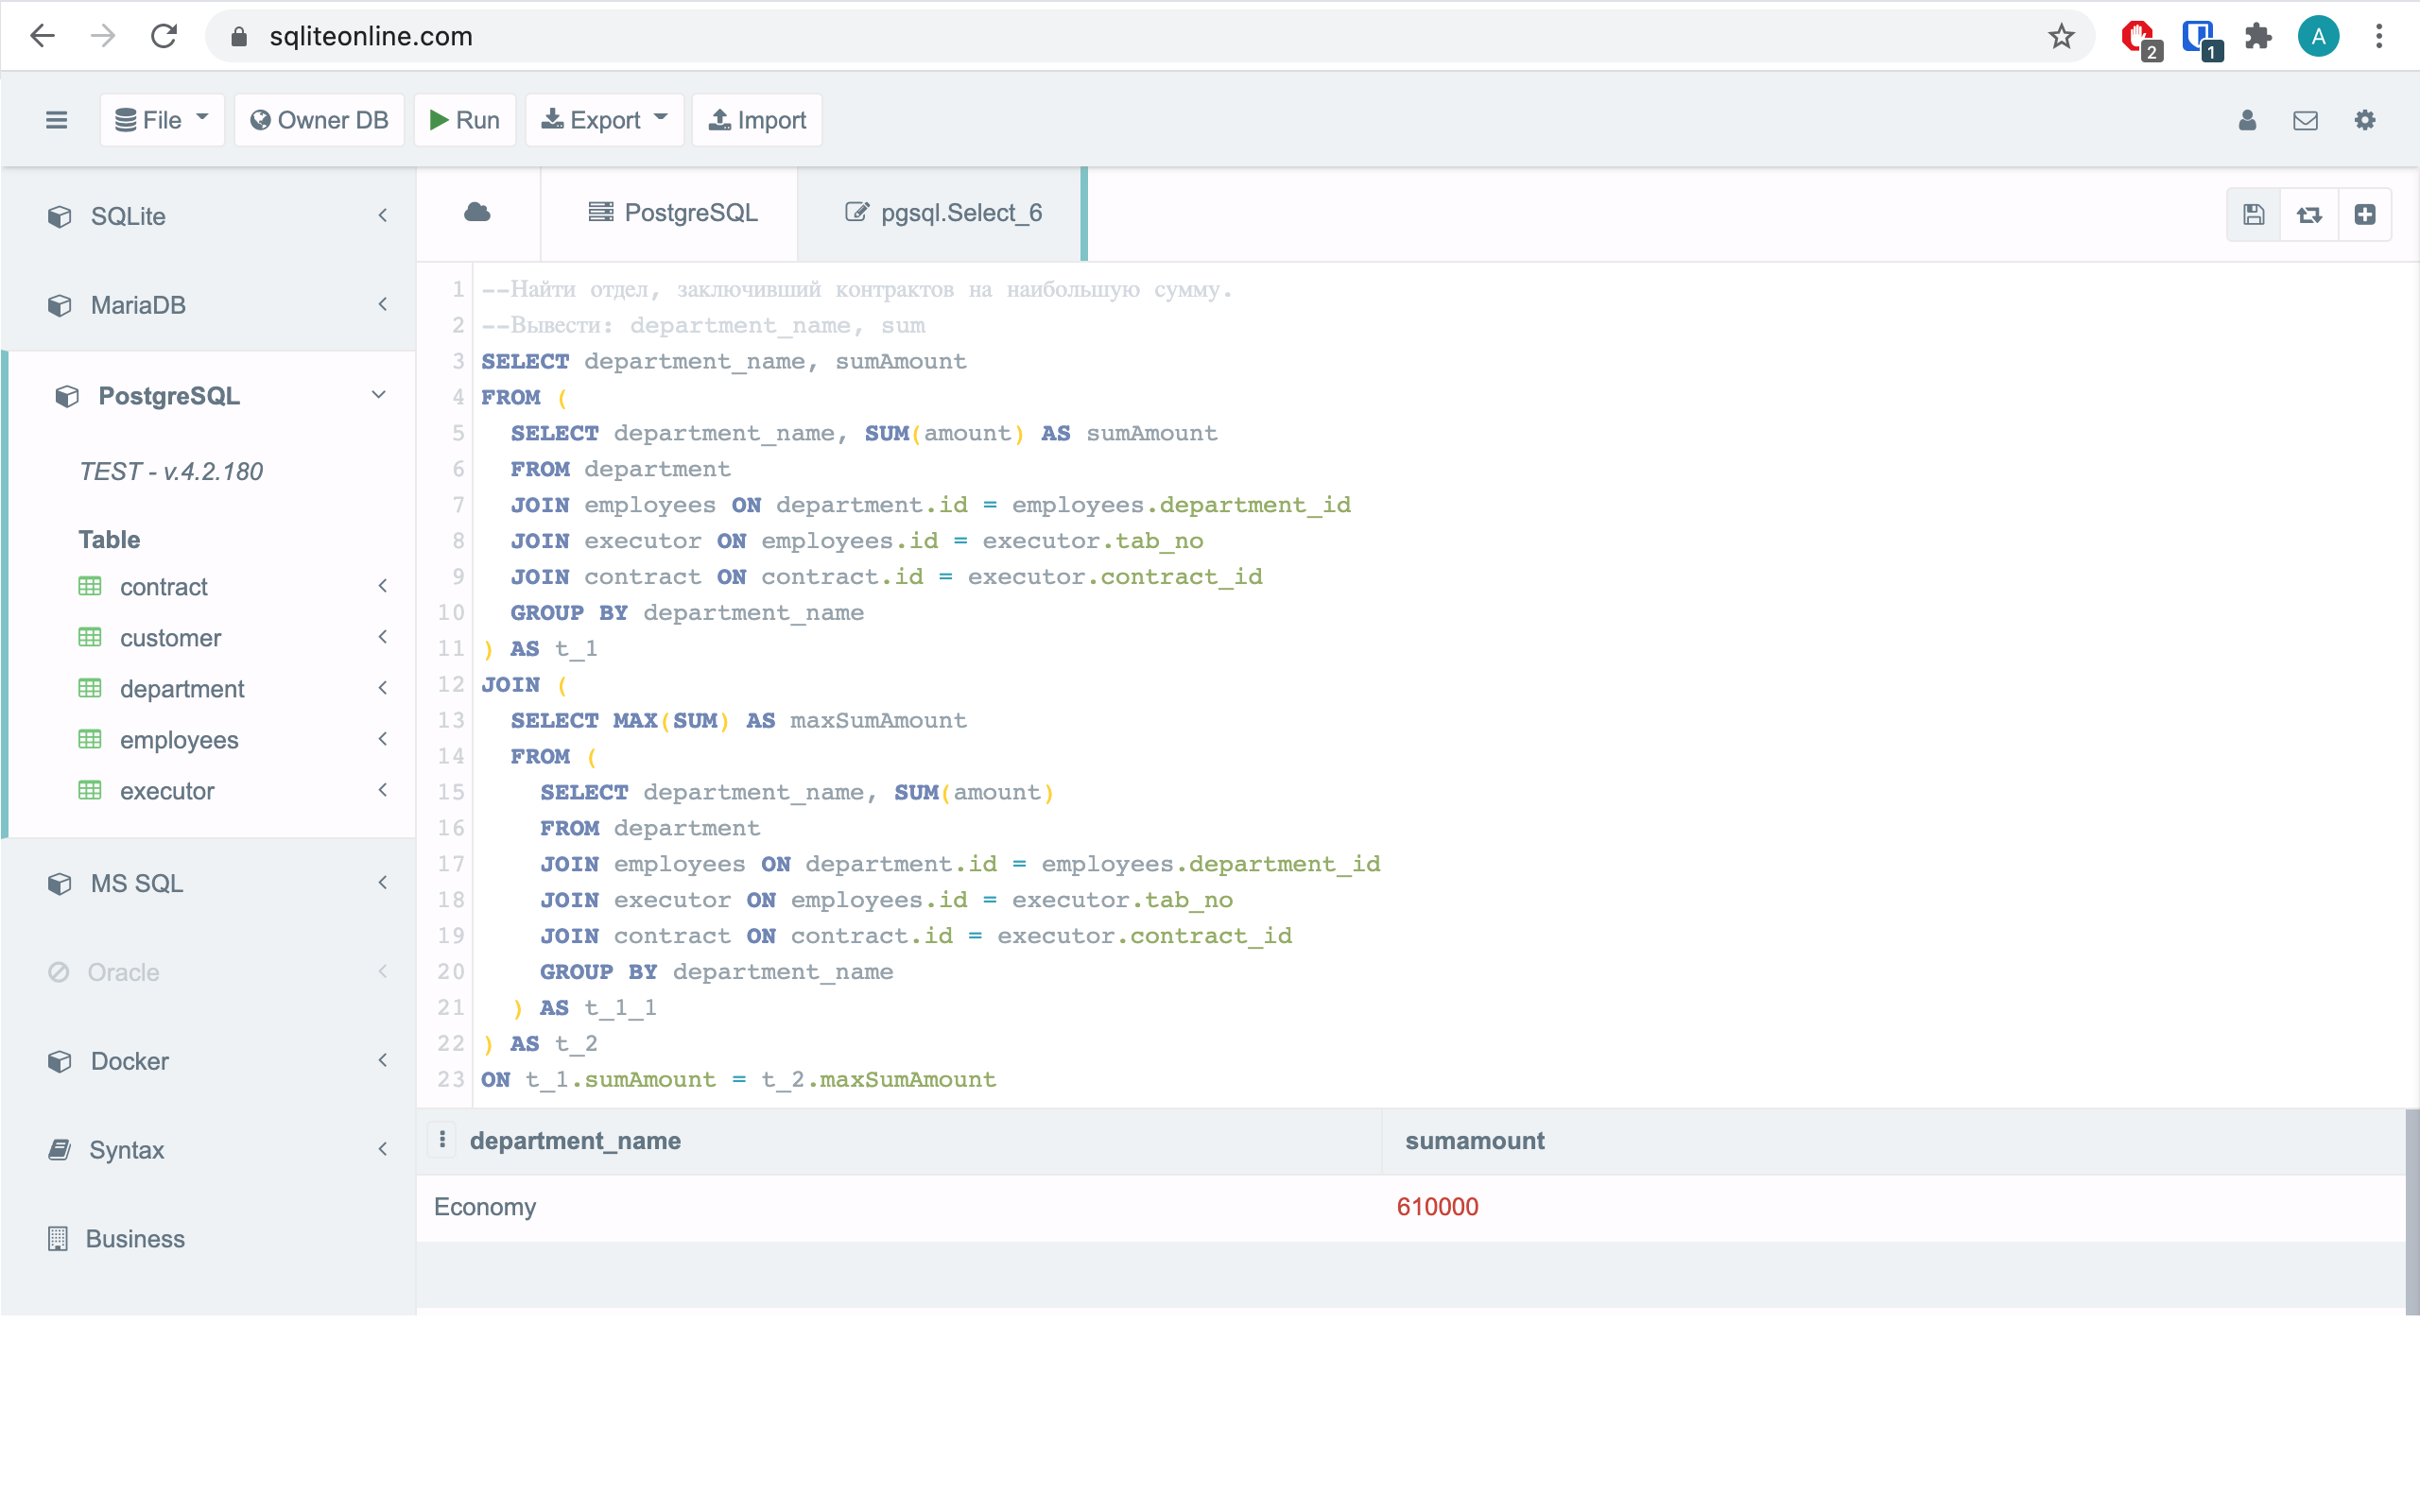 sqliteonline.com
2
1
A
File
Owner DB
Run
Export
Import
SQLite
MariaDB
PostgreSQL
TEST - v.4.2.180
Table
contract
customer
department
employees
executor
MS SQL
Oracle
Docker
Syntax
Business
PostgreSQL
pgsql.Select_6
1 --Найти отдел, заключивший контрактов на наибольшую сумму.
2 --Вывести: department_name, sum
3 SELECT department_name, sumAmount
4 FROM (
5 SELECT department_name, SUM(amount) AS sumAmount
6 FROM department
7 JOIN employees ON department.id = employees.department_id
8 JOIN executor ON employees.id = executor.tab_no
9 JOIN contract ON contract.id = executor.contract_id
10 GROUP BY department_name
11 ) AS t_1
12 JOIN (
13 SELECT MAX(SUM) AS maxSumAmount
14 FROM (
15 SELECT department_name, SUM(amount)
16 FROM department
17 JOIN employees ON department.id = employees.department_id
18 JOIN executor ON employees.id = executor.tab_no
19 JOIN contract ON contract.id = executor.contract_id
20 GROUP BY department_name
21 ) AS t_1_1
22 ) AS t_2
23 ON t_1.sumAmount = t_2.maxSumAmount
department_name sumamount
Economy 610000